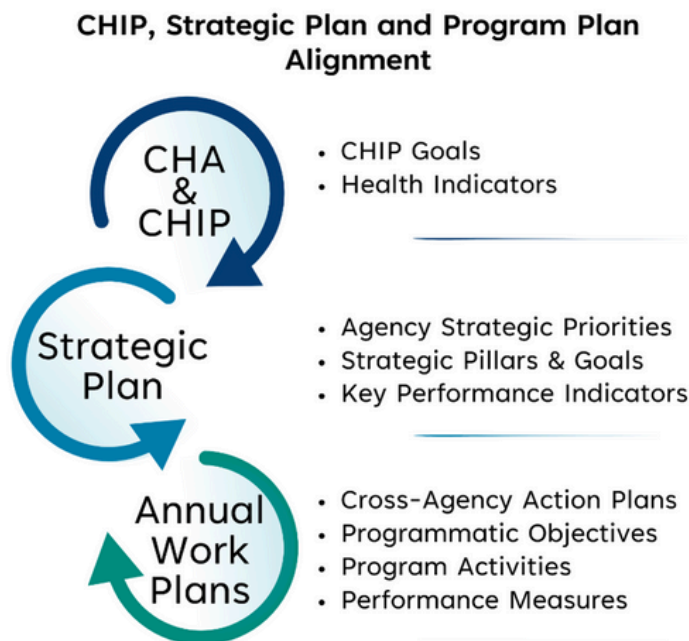 CHIP, Strategic Plan and Program Plan
Alignment
CHA
&
CHIP
• CHIP Goals
• Health Indicators
Strategic
Plan
• Agency Strategic Priorities
• Strategic Pillars & Goals
• Key Performance Indicators
Annual
Work
Plans
• Cross-Agency Action Plans
• Programmatic Objectives
• Program Activities
• Performance Measures